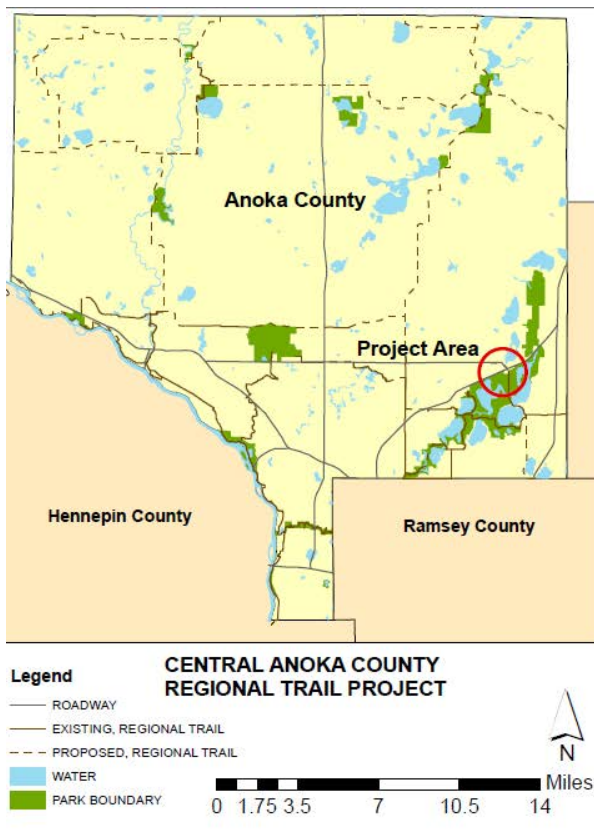 Anoka County
Project Area
Hennepin County
Ramsey County
Legend
CENTRAL ANOKA COUNTY
REGIONAL TRAIL PROJECT
ROADWAY
EXISTING, REGIONAL TRAIL
PROPOSED, REGIONAL TRAIL
WATER
PARK BOUNDARY
N
Miles
0 1.75 3.5 7 10.5 14